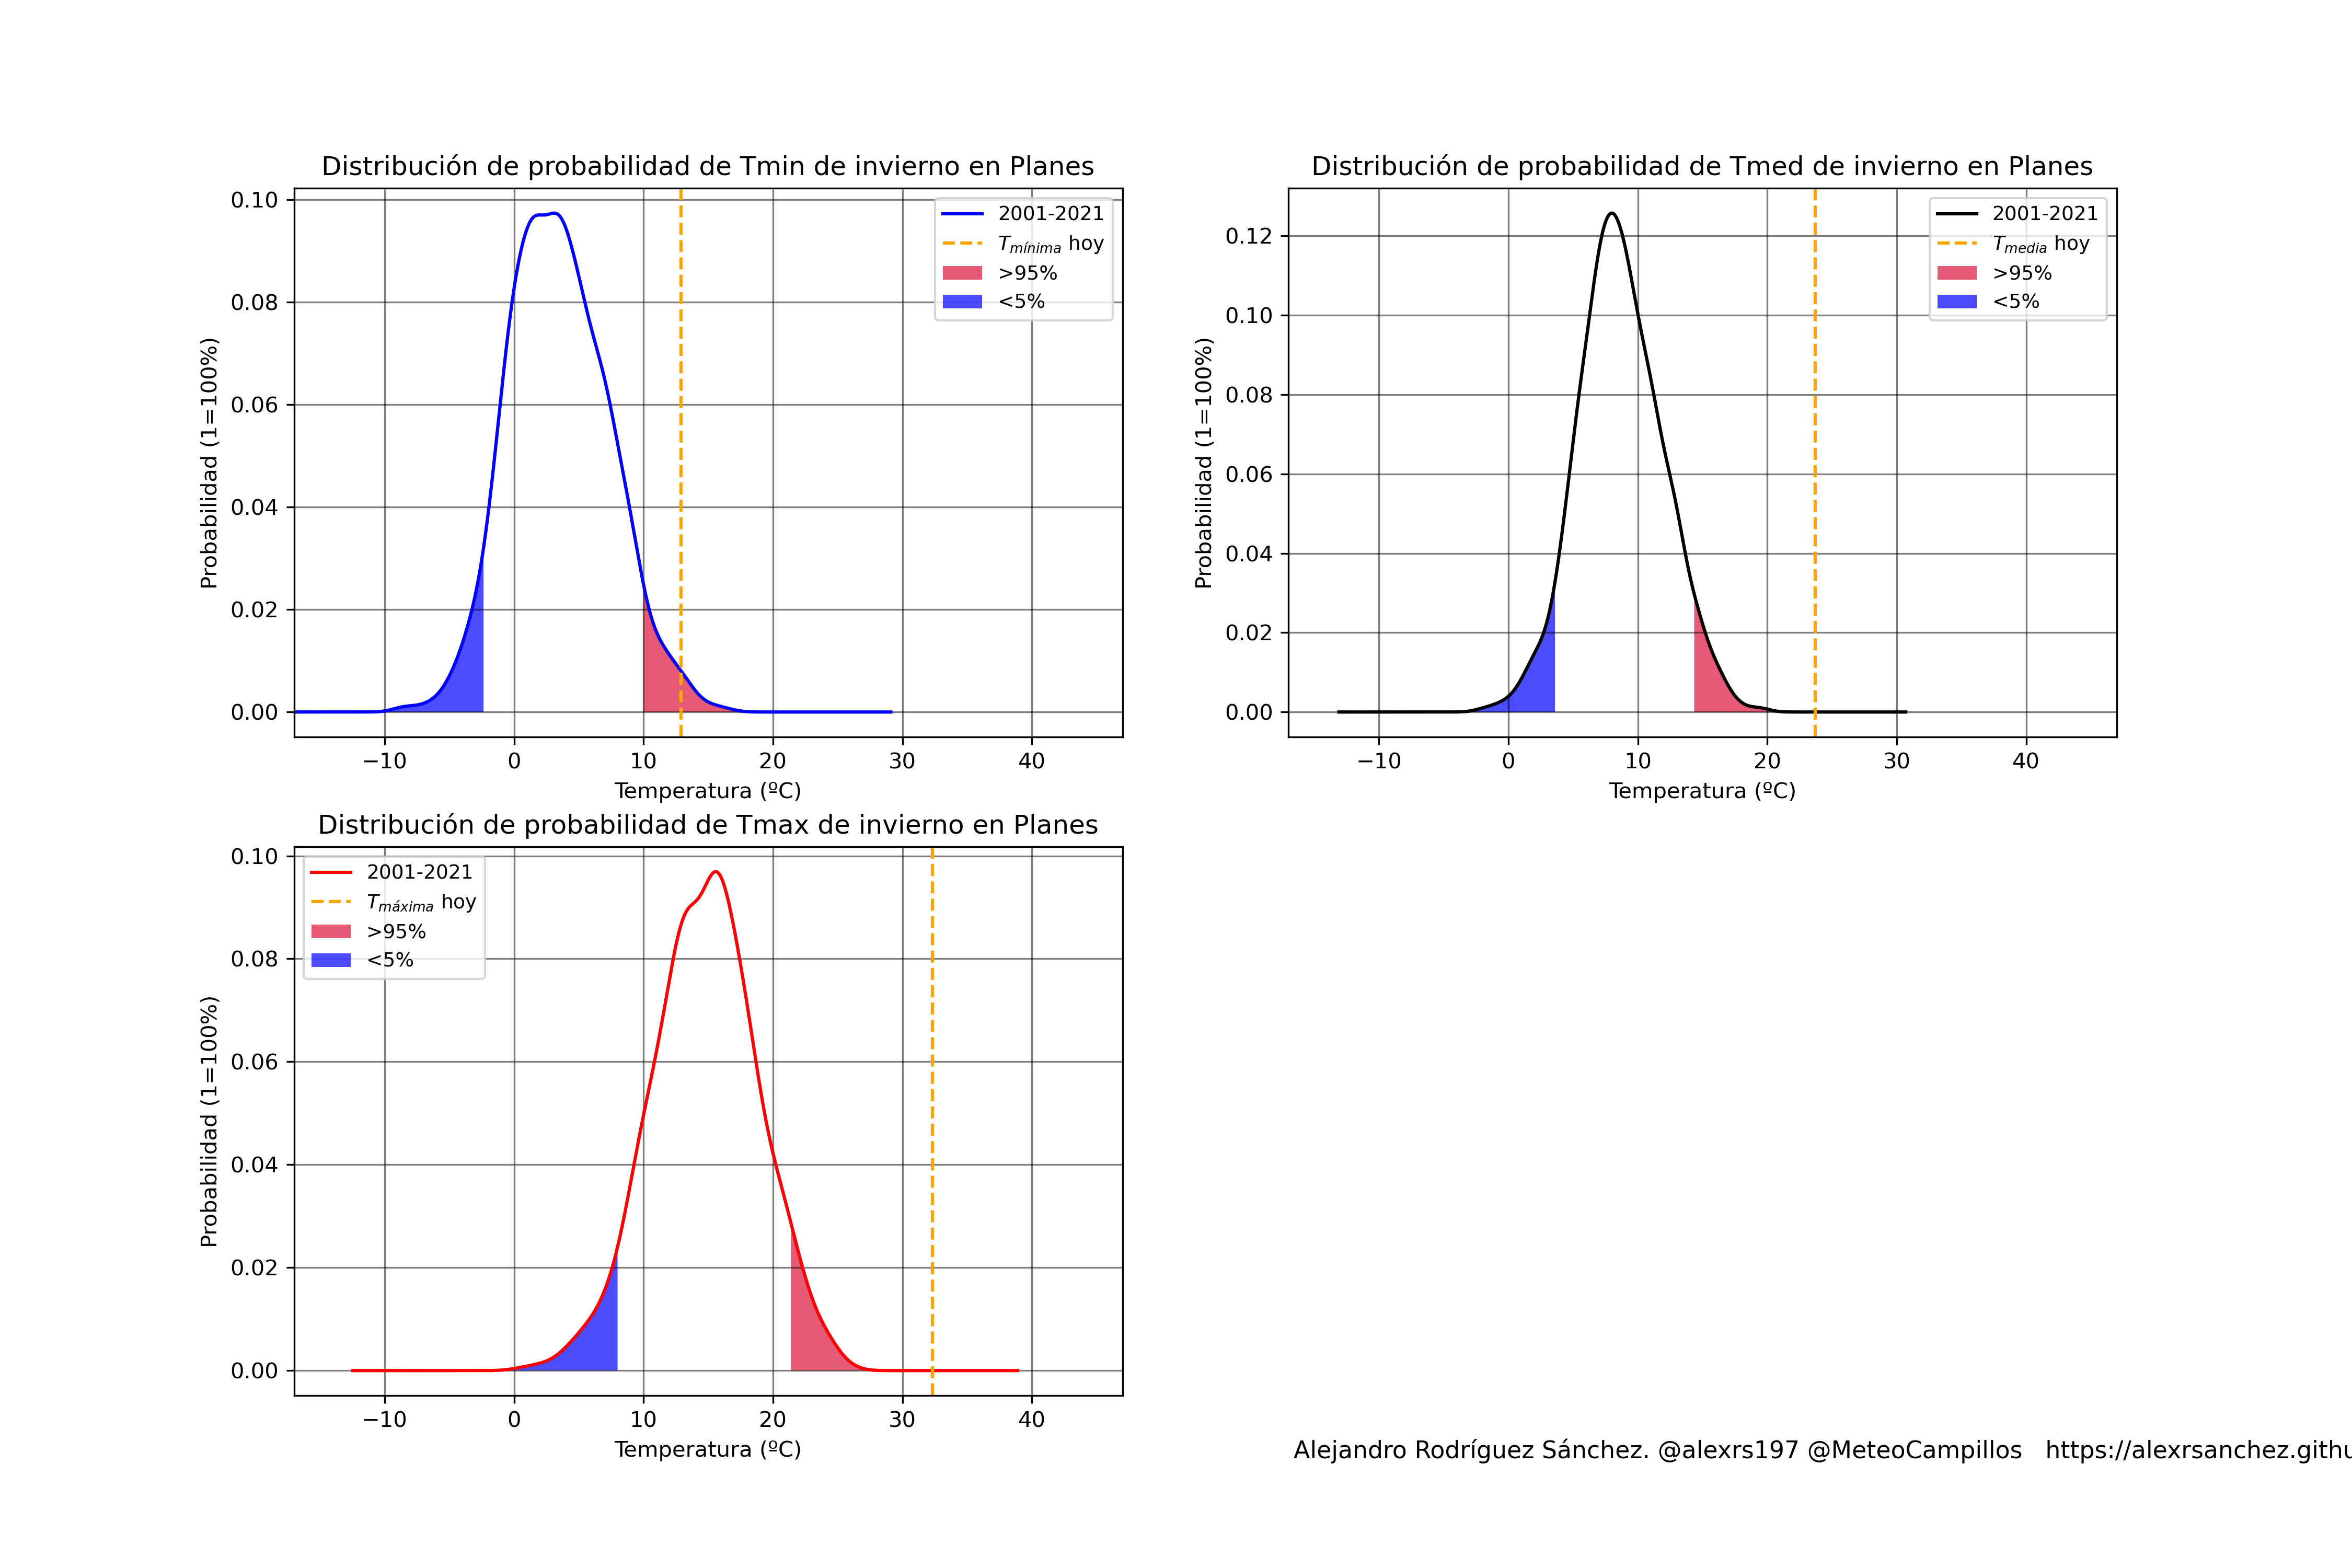 Distribución de probabilidad de Tmin de invierno en Planes
Probabilidad (1=100%)
0.10
0.08
0.06
0.04
0.02
0.00
−10 0 10 20 30 40
Temperatura (ºC)
2001-2021
Tmínima hoy
>95%
<5%
Distribución de probabilidad de Tmed de invierno en Planes
Probabilidad (1=100%)
0.12
0.10
0.08
0.06
0.04
0.02
0.00
−10 0 10 20 30 40
Temperatura (ºC)
2001-2021
Tmedia hoy
>95%
<5%
Distribución de probabilidad de Tmax de invierno en Planes
Probabilidad (1=100%)
0.10
0.08
0.06
0.04
0.02
0.00
−10 0 10 20 30 40
Temperatura (ºC)
2001-2021
Tmáxima hoy
>95%
<5%
Alejandro Rodríguez Sánchez. @alexrs197 @MeteoCampillos https://alexrsanchez.githu